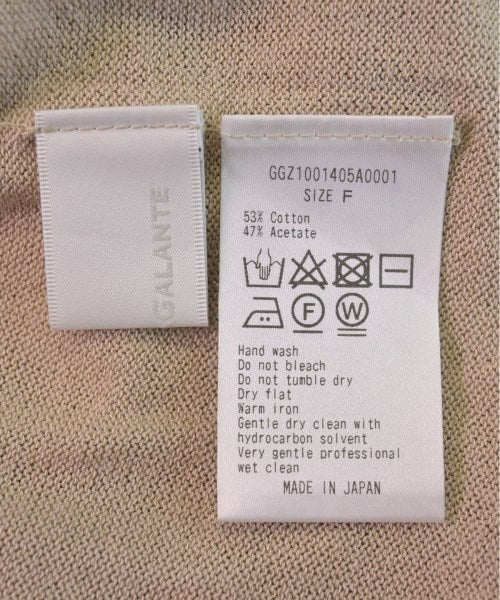 GALANTE
GGZ1001405A0001
SIZE F
53% Cotton
47% Acetate
F
W
Hand wash
Do not bleach
Do not tumble dry
Dry flat
Warm iron
Gentle dry clean with
hydrocarbon solvent
Very gentle professional
wet clean
MADE IN JAPAN